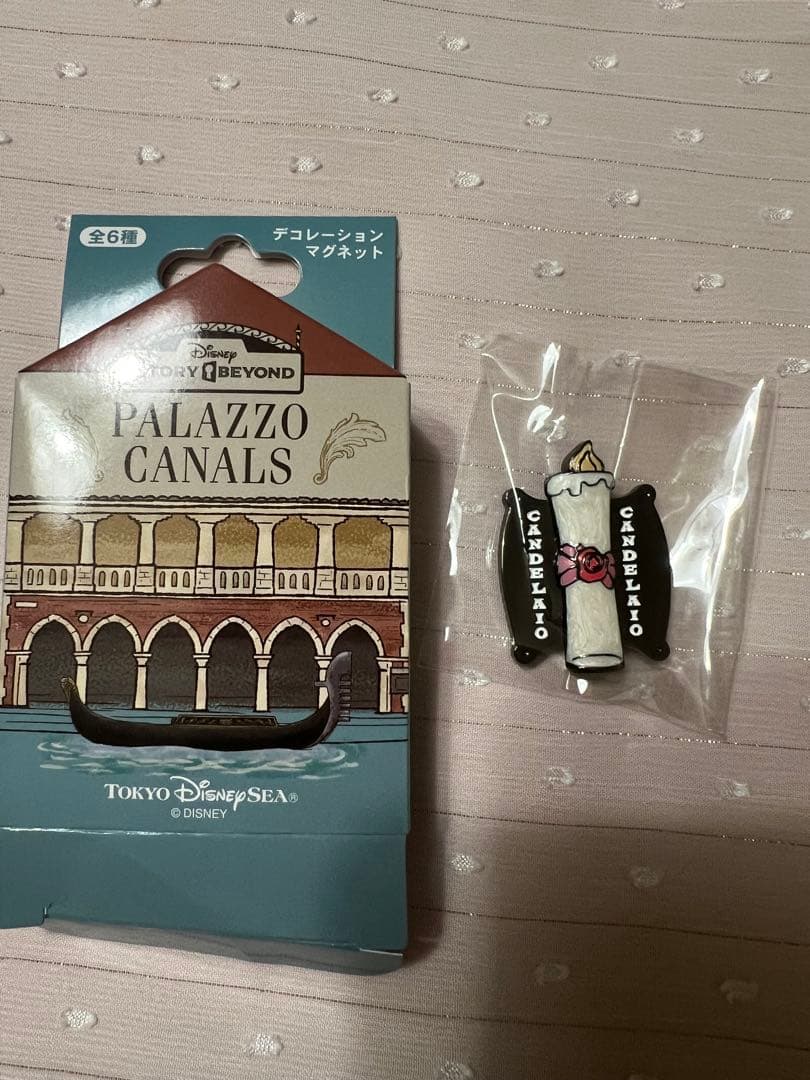 全6種
デコレーション
マグネット
Disney
STORY BEYOND
PALAZZO
CANALS
TOKYO DisneySEA®
© DISNEY
CANDELAIO
CANDELAIO